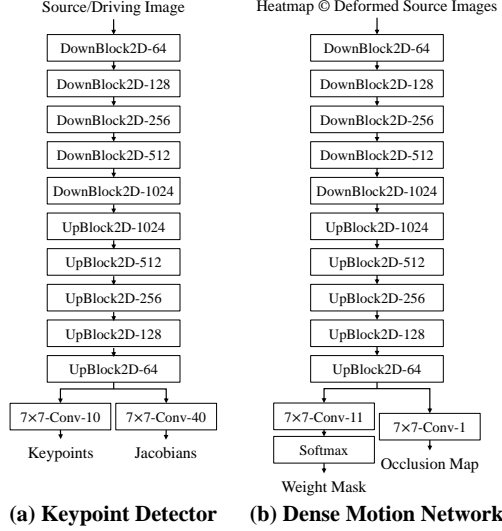 Source/Driving Image
DownBlock2D-64
DownBlock2D-128
DownBlock2D-256
DownBlock2D-512
DownBlock2D-1024
UpBlock2D-1024
UpBlock2D-512
UpBlock2D-256
UpBlock2D-128
UpBlock2D-64
7×7-Conv-10
7×7-Conv-40
Keypoints
Jacobians
(a) Keypoint Detector
Heatmap © Deformed Source Images
DownBlock2D-64
DownBlock2D-128
DownBlock2D-256
DownBlock2D-512
DownBlock2D-1024
UpBlock2D-1024
UpBlock2D-512
UpBlock2D-256
UpBlock2D-128
UpBlock2D-64
7×7-Conv-11
7×7-Conv-1
Softmax
Occlusion Map
Weight Mask
(b) Dense Motion Network